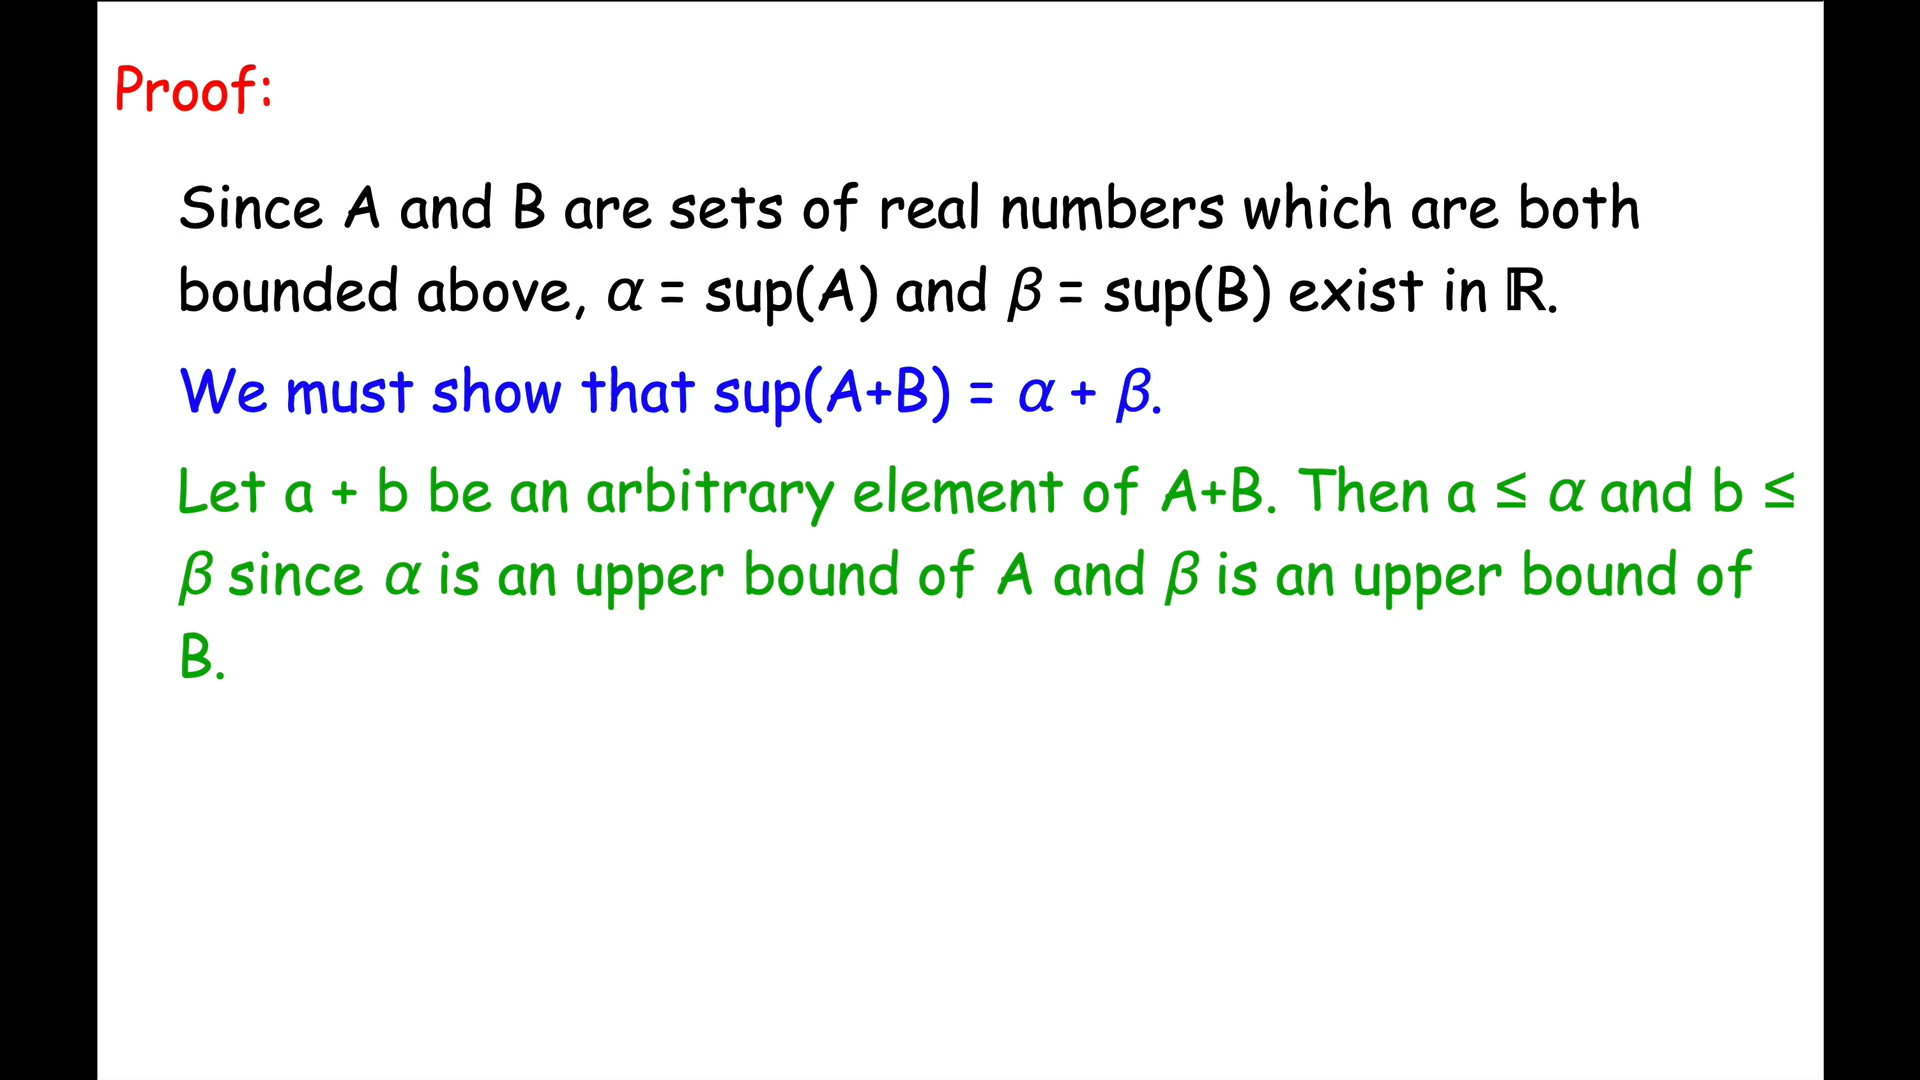 Proof:
Since A and B are sets of real numbers which are both
bounded above, α = sup(A) and β = sup(B) exist in ℝ.
We must show that sup(A+B) = α + β.
Let a + b be an arbitrary element of A+B. Then a ≤ α and b ≤
β since α is an upper bound of A and β is an upper bound of
B.